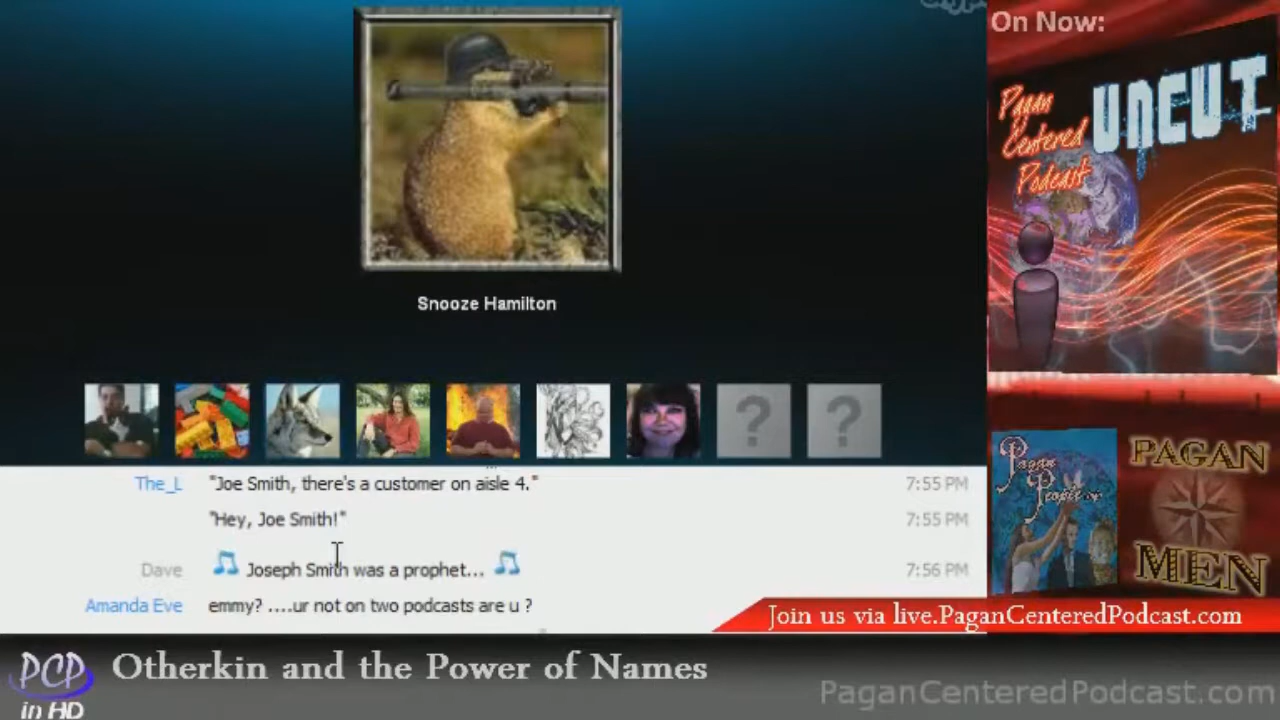 On Now:
Pagan
Centered
Podcast
UNCUT
Snooze Hamilton
?
?
The_L "Joe Smith, there's a customer on aisle 4." 7:55 PM
"Hey, Joe Smith!" 7:55 PM
Dave Joseph Smith was a prophet... 7:56 PM
Amanda Eve emmy? ....ur not on two podcasts are u ?
Pagan
People
PAGAN
MEN
Join us via live.PaganCenteredPodcast.com
PCP
in HD
Otherkin and the Power of Names
PaganCenteredPodcast.com